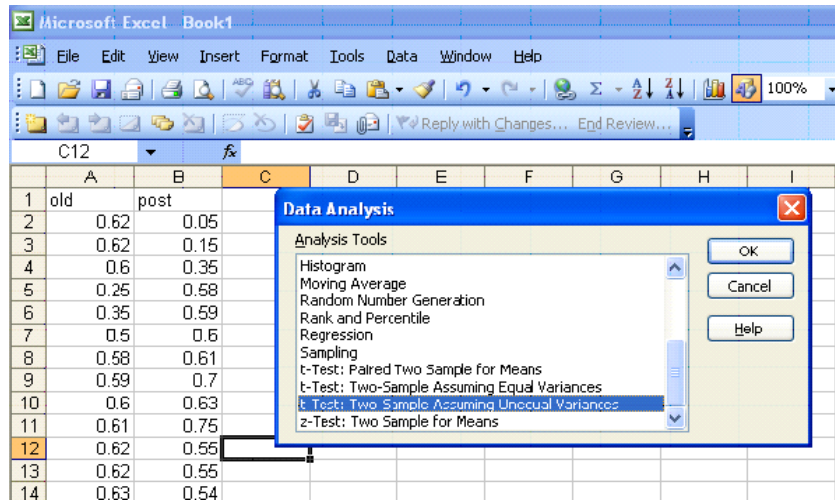 Microsoft Excel Book1
File Edit View Insert Format Tools Data Window Help
100%
Reply with Changes... End Review...
C12 fx
A B C D E F G H I
1 old post
2 0.62 0.05
3 0.62 0.15
4 0.6 0.35
5 0.25 0.58
6 0.35 0.59
7 0.5 0.6
8 0.58 0.61
9 0.59 0.7
10 0.6 0.63
11 0.61 0.75
12 0.62 0.55
13 0.62 0.55
14 0.63 0.54
Data Analysis
Analysis Tools
Histogram
Moving Average
Random Number Generation
Rank and Percentile
Regression
Sampling
t-Test: Paired Two Sample for Means
t-Test: Two-Sample Assuming Equal Variances
t-Test: Two-Sample Assuming Unequal Variances
z-Test: Two Sample for Means
OK
Cancel
Help